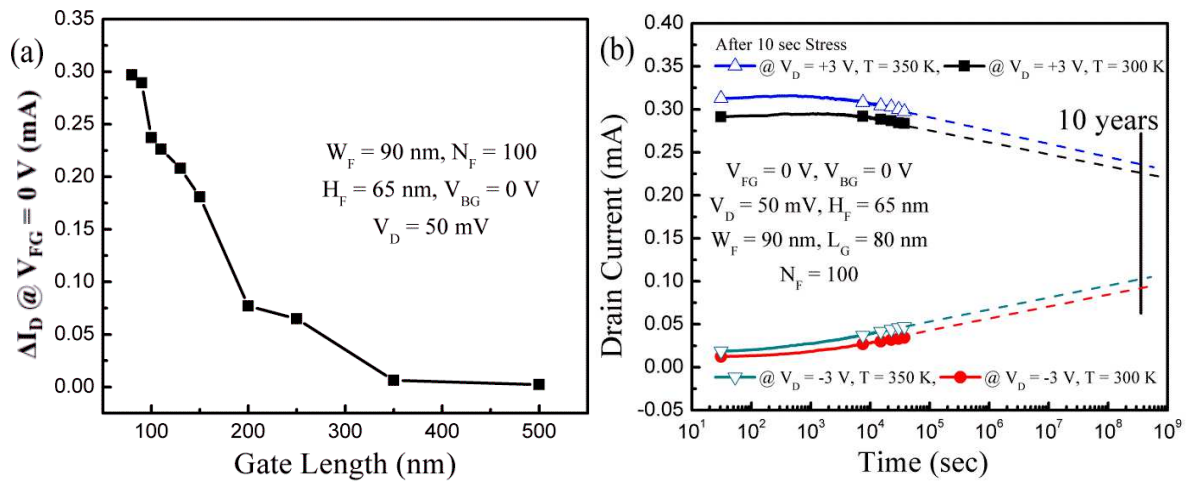 (a)
ΔI_D @ V_FG = 0 V (mA)
0.35
0.30
0.25
0.20
0.15
0.10
0.05
0.00
W_F = 90 nm, N_F = 100
H_F = 65 nm, V_BG = 0 V
V_D = 50 mV
100 200 300 400 500
Gate Length (nm)
(b)
Drain Current (mA)
0.40
0.35
0.30
0.25
0.20
0.15
0.10
0.05
0.00
-0.05
After 10 sec Stress
@ V_D = +3 V, T = 350 K, @ V_D = +3 V, T = 300 K
10 years
V_FG = 0 V, V_BG = 0 V
V_D = 50 mV, H_F = 65 nm
W_F = 90 nm, L_G = 80 nm
N_F = 100
@ V_D = -3 V, T = 350 K, @ V_D = -3 V, T = 300 K
10^1 10^2 10^3 10^4 10^5 10^6 10^7 10^8 10^9
Time (sec)